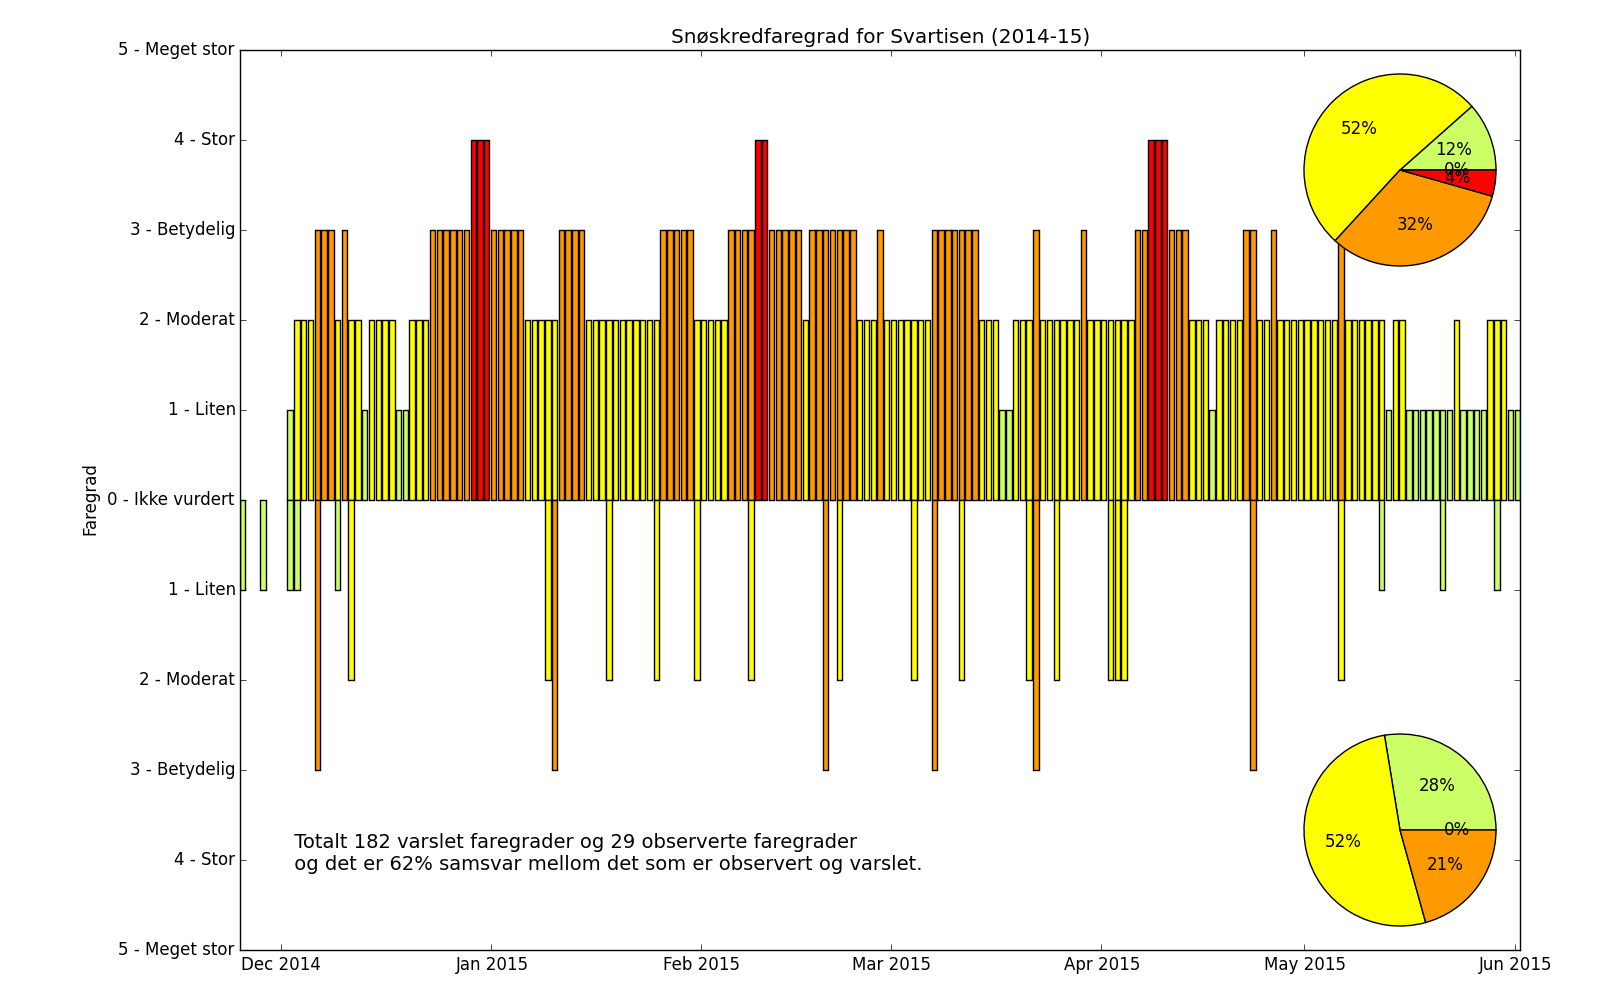 Snøskredfaregrad for Svartisen (2014-15)
5 - Meget stor
4 - Stor
3 - Betydelig
2 - Moderat
1 - Liten
0 - Ikke vurdert
1 - Liten
2 - Moderat
3 - Betydelig
4 - Stor
5 - Meget stor
Faregrad
52%
12%
0%
4%
32%
28%
0%
52%
21%
Totalt 182 varslet faregrader og 29 observerte faregrader
og det er 62% samsvar mellom det som er observert og varslet.
Dec 2014
Jan 2015
Feb 2015
Mar 2015
Apr 2015
May 2015
Jun 2015